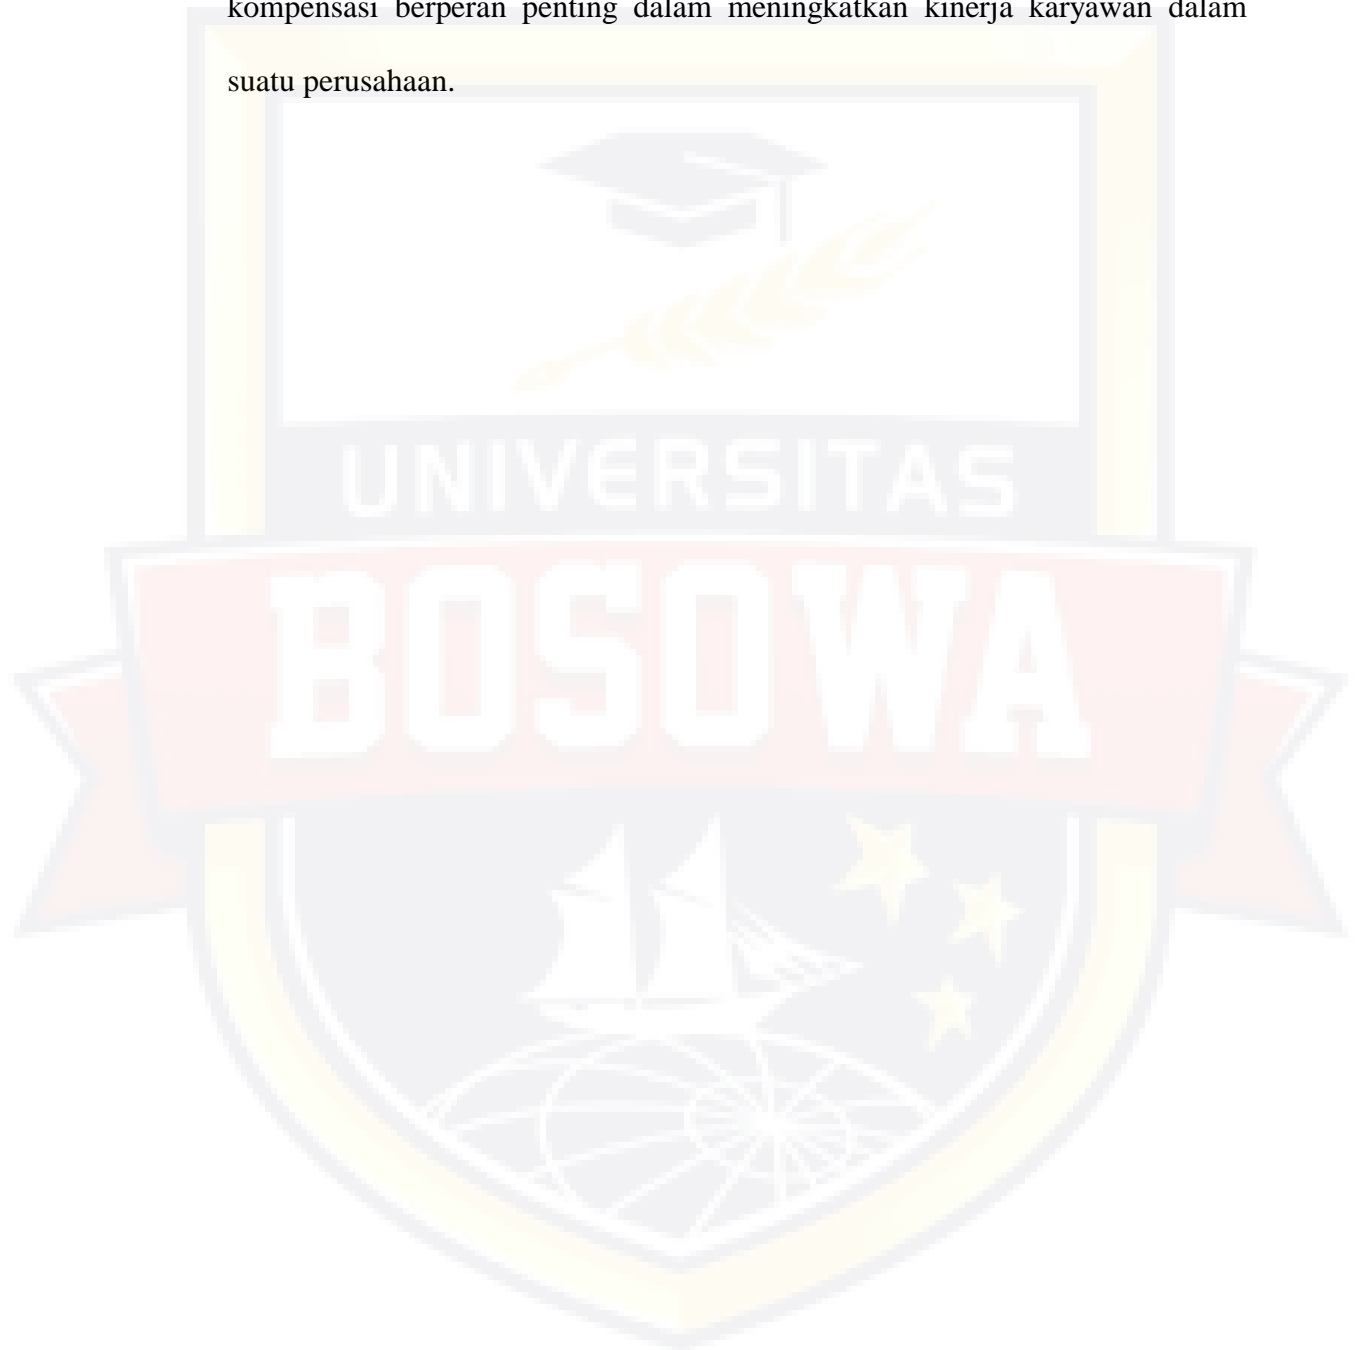 kompensasi berperan penting dalam meningkatkan kinerja karyawan dalam
suatu perusahaan.
UNIVERSITAS
BOSOWA